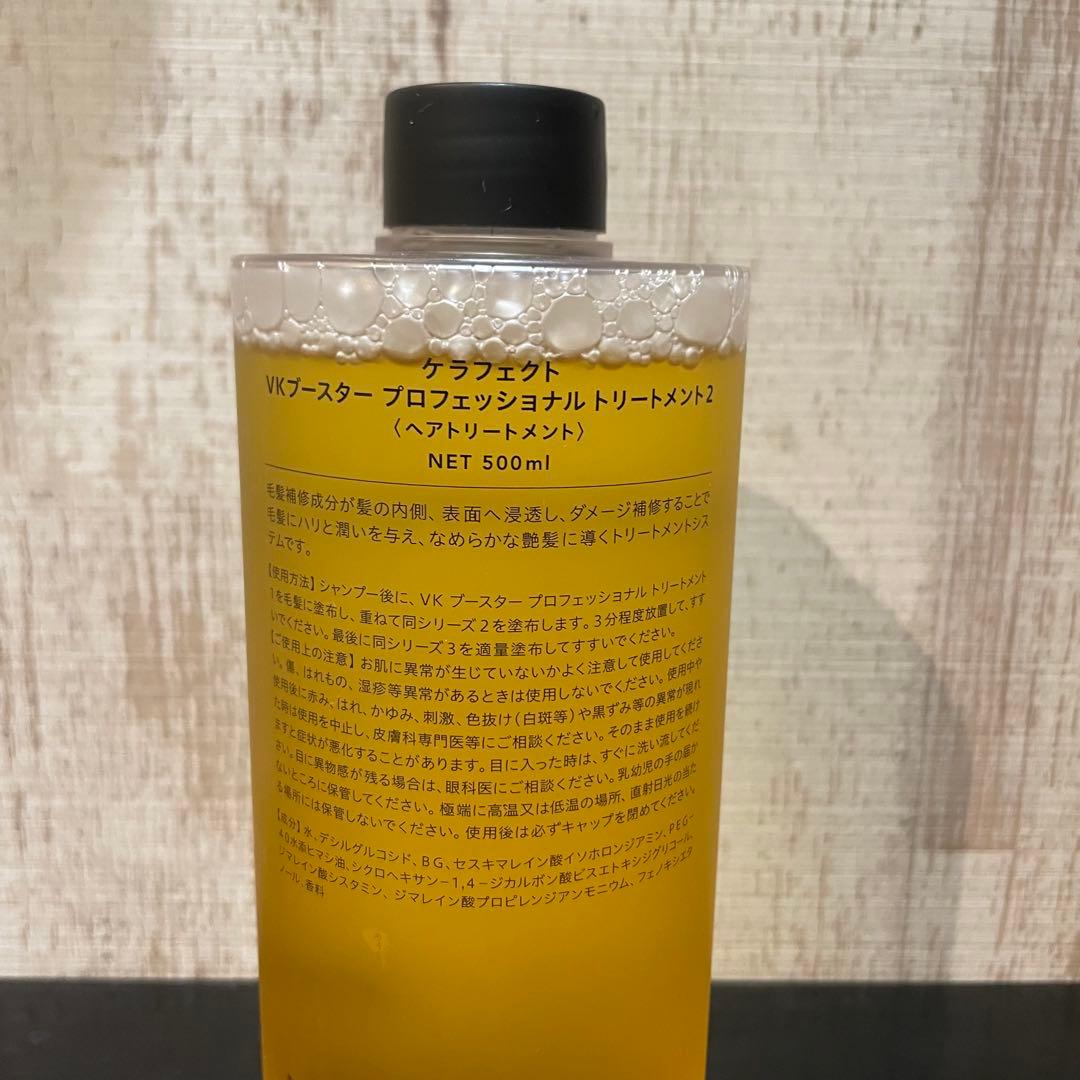 ケラフェクト
VKブースター プロフェッショナル トリートメント2
〈ヘアトリートメント〉
NET 500ml
毛髪補修成分が髪の内側、表面へ浸透し、ダメージ補修することで
毛髪にハリと潤いを与え、なめらかな艶髪に導くトリートメントシス
テムです。
【使用方法】シャンプー後に、VK ブースター プロフェッショナル トリートメント
1を毛髪に塗布し、重ねて同シリーズ2を塗布します。3分程度放置して、すす
いでください。最後に同シリーズ3を適量塗布してすすいでください。
【ご使用上の注意】お肌に異常が生じていないかよく注意して使用してくださ
い。傷、はれもの、湿疹等異常があるときは使用しないでください。使用中や
使用後に赤み、はれ、かゆみ、刺激、色抜け(白斑等)や黒ずみ等の異常が現れ
た時は使用を中止し、皮膚科専門医等にご相談ください。そのまま使用を続け
ますと症状が悪化することがあります。目に入った時は、すぐに洗い流してくだ
さい。目に異物感が残る場合は、眼科医にご相談ください。乳幼児の手の届か
ないところに保管してください。極端に高温又は低温の場所、直射日光の当た
る場所には保管しないでください。使用後は必ずキャップを閉めてください。
【成分】水、デシルグルコシド、BG、セスキマレイン酸イソホロンジアミン、PEG-
40水添ヒマシ油、シクロヘキサン-1,4-ジカルボン酸ビスエトキシジグリコール、
ジマレイン酸シスタミン、ジマレイン酸プロピレンジアンモニウム、フェノキシエタ
ノール、香料